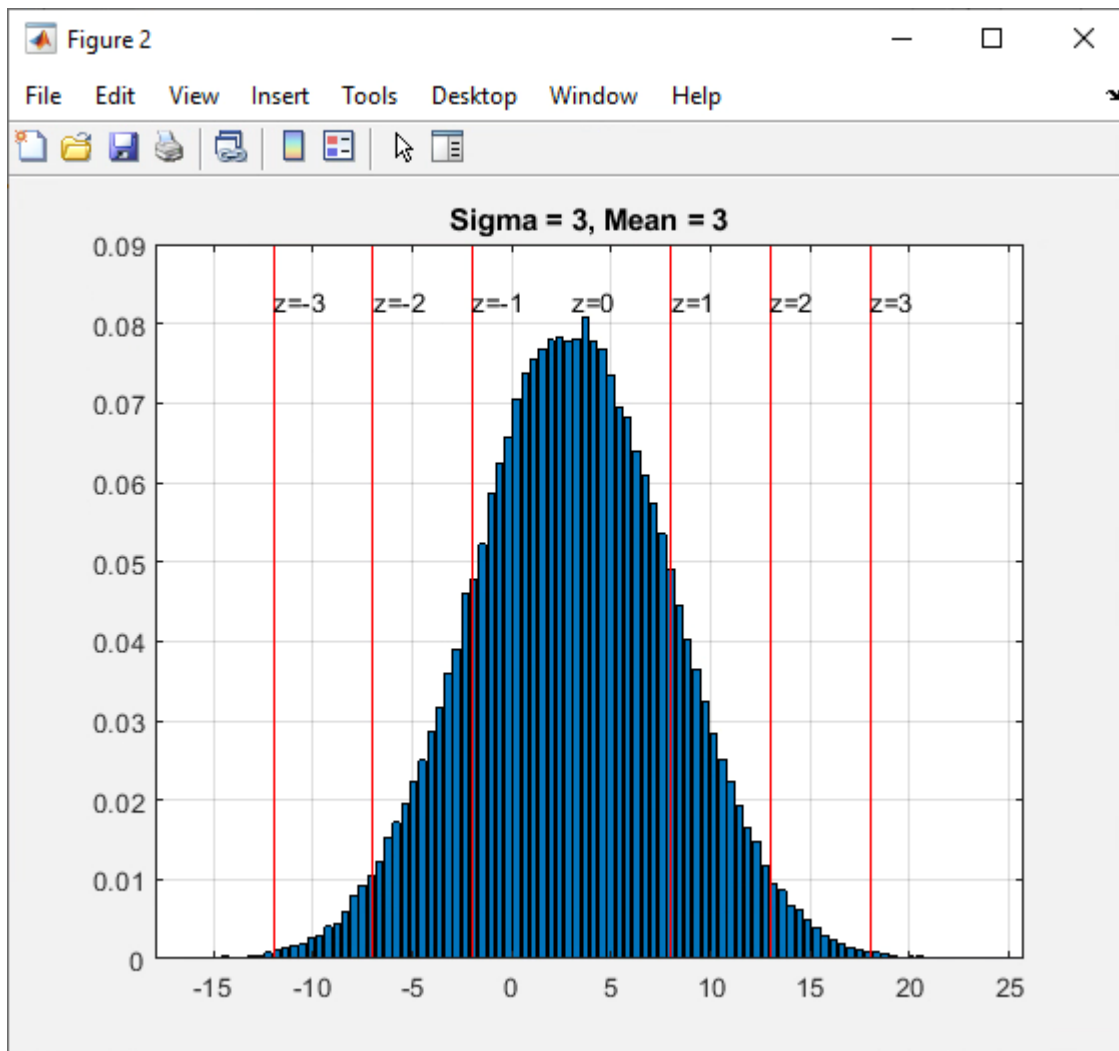 Figure 2
File Edit View Insert Tools Desktop Window Help
Sigma = 3, Mean = 3
0.09
z=-3 z=-2 z=-1 z=0 z=1 z=2 z=3
0.08
0.07
0.06
0.05
0.04
0.03
0.02
0.01
0
-15 -10 -5 0 5 10 15 20 25